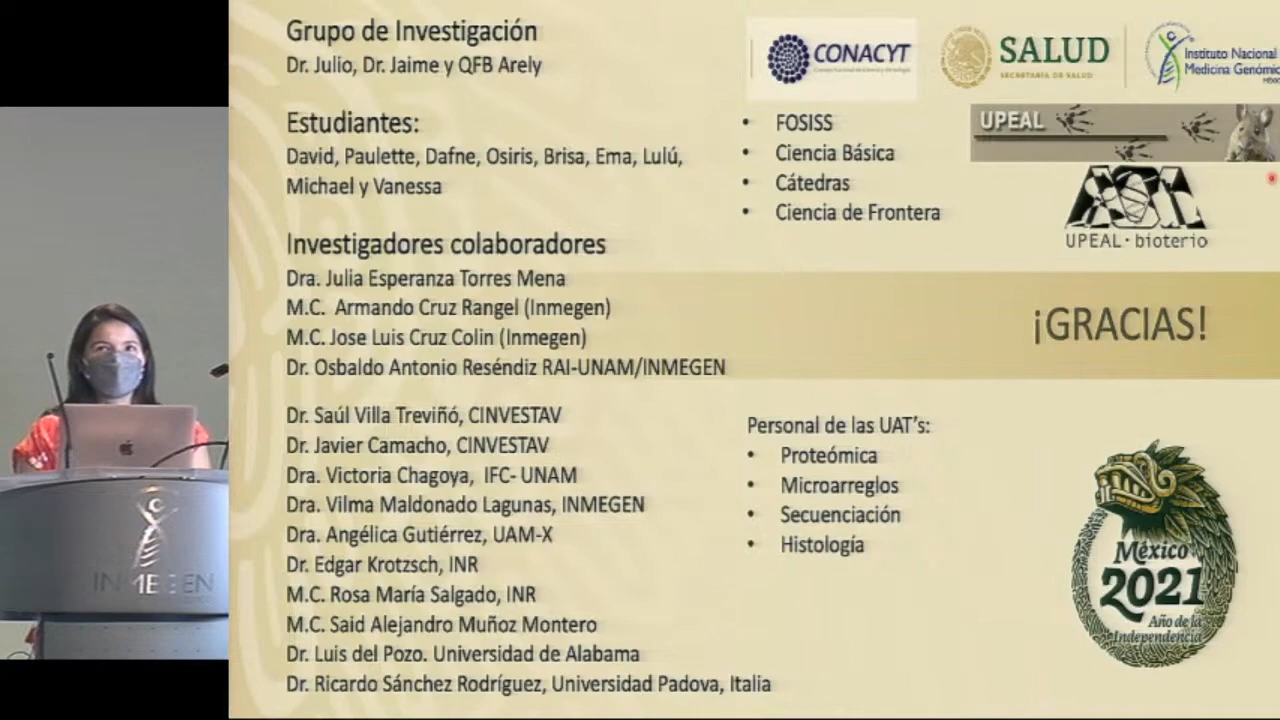 Grupo de Investigación
Dr. Julio, Dr. Jaime y QFB Arely
Estudiantes:
David, Paulette, Dafne, Osiris, Brisa, Ema, Lulú,
Michael y Vanessa
Investigadores colaboradores
Dra. Julia Esperanza Torres Mena
M.C. Armando Cruz Rangel (Inmegen)
M.C. Jose Luis Cruz Colin (Inmegen)
Dr. Osbaldo Antonio Reséndiz RAI-UNAM/INMEGEN
Dr. Saúl Villa Treviñó, CINVESTAV
Dr. Javier Camacho, CINVESTAV
Dra. Victoria Chagoya, IFC- UNAM
Dra. Vilma Maldonado Lagunas, INMEGEN
Dra. Angélica Gutiérrez, UAM-X
Dr. Edgar Krotzsch, INR
M.C. Rosa María Salgado, INR
M.C. Said Alejandro Muñoz Montero
Dr. Luis del Pozo. Universidad de Alabama
Dr. Ricardo Sánchez Rodríguez, Universidad Padova, Italia
CONACYT
SALUD
SECRETARÍA DE SALUD
Instituto Nacional
Medicina Genómi
• FOSISS
• Ciencia Básica
• Cátedras
• Ciencia de Frontera
UPEAL
UPEAL · bioterio
¡GRACIAS!
Personal de las UAT's:
• Proteómica
• Microarreglos
• Secuenciación
• Histología
México
2021
Año de la
Independencia
INMEGEN